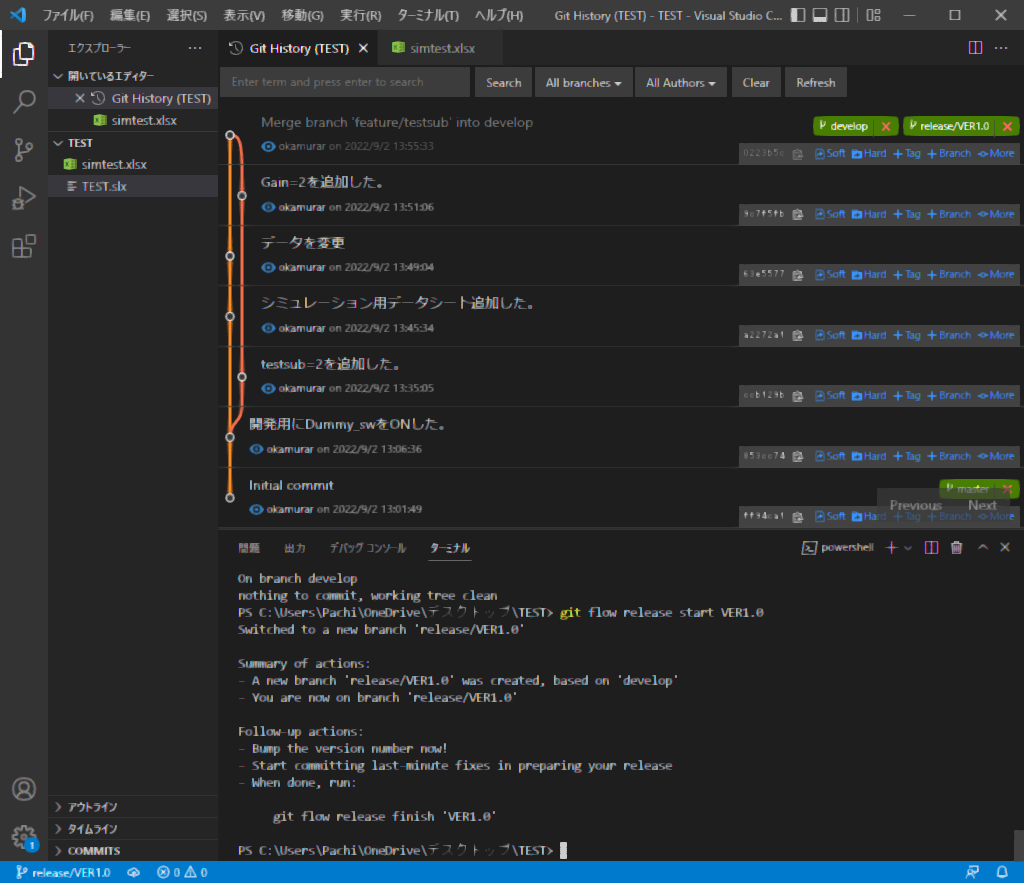 ファイル(F) 編集(E) 選択(S) 表示(V) 移動(G) 実行(R) ターミナル(T) ヘルプ(H) Git History (TEST) - TEST - Visual Studio C...
エクスプローラー
Git History (TEST)
simtest.xlsx
開いているエディター
Git History (TEST)
simtest.xlsx
TEST
simtest.xlsx
TEST.slx
Enter term and press enter to search Search All branches All Authors Clear Refresh
Merge branch 'feature/testsub' into develop
develop release/VER1.0
okamurar on 2022/9/2 13:55:33
Soft Hard + Tag + Branch More
Gain=2を追加した。
okamurar on 2022/9/2 13:51:06
Soft Hard + Tag + Branch More
データを変更
okamurar on 2022/9/2 13:49:04
63e5577 Soft Hard + Tag + Branch More
シミュレーション用データシート追加した。
okamurar on 2022/9/2 13:45:34
Soft Hard + Tag + Branch More
testsub=2を追加した。
okamurar on 2022/9/2 13:35:05
Soft Hard + Tag + Branch More
開発用にDummy_swをONした。
okamurar on 2022/9/2 13:06:36
Soft Hard + Tag + Branch More
Initial commit
master
okamurar on 2022/9/2 13:01:49
Soft Hard + Tag + Branch More
Previous Next
問題 出力 デバッグ コンソール ターミナル powershell
On branch develop
nothing to commit, working tree clean
PS C:\Users\Pachi\OneDrive\デスクトップ\TEST> git flow release start VER1.0
Switched to a new branch 'release/VER1.0'
Summary of actions:
- A new branch 'release/VER1.0' was created, based on 'develop'
- You are now on branch 'release/VER1.0'
Follow-up actions:
- Bump the version number now!
- Start committing last-minute fixes in preparing your release
- When done, run:
git flow release finish 'VER1.0'
PS C:\Users\Pachi\OneDrive\デスクトップ\TEST>
アウトライン
タイムライン
COMMITS
1
release/VER1.0 0 0